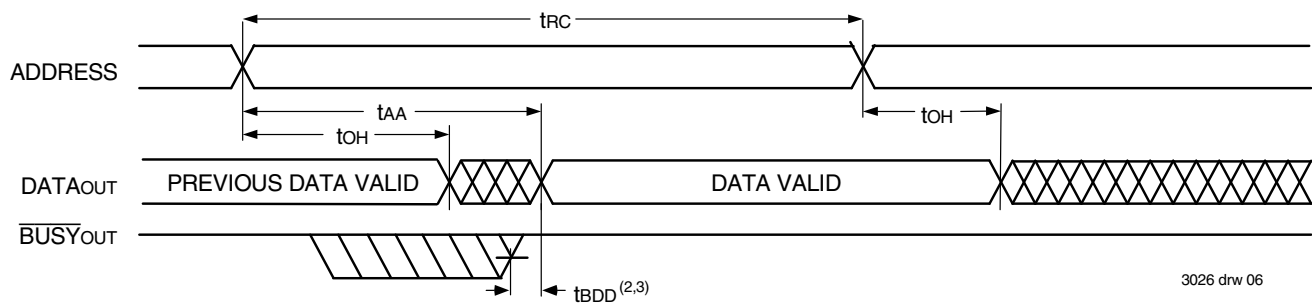 tRC
ADDRESS
tAA
tOH
tOH
DATAOUT
PREVIOUS DATA VALID
DATA VALID
BUSYOUT
tBDD(2,3)
3026 drw 06